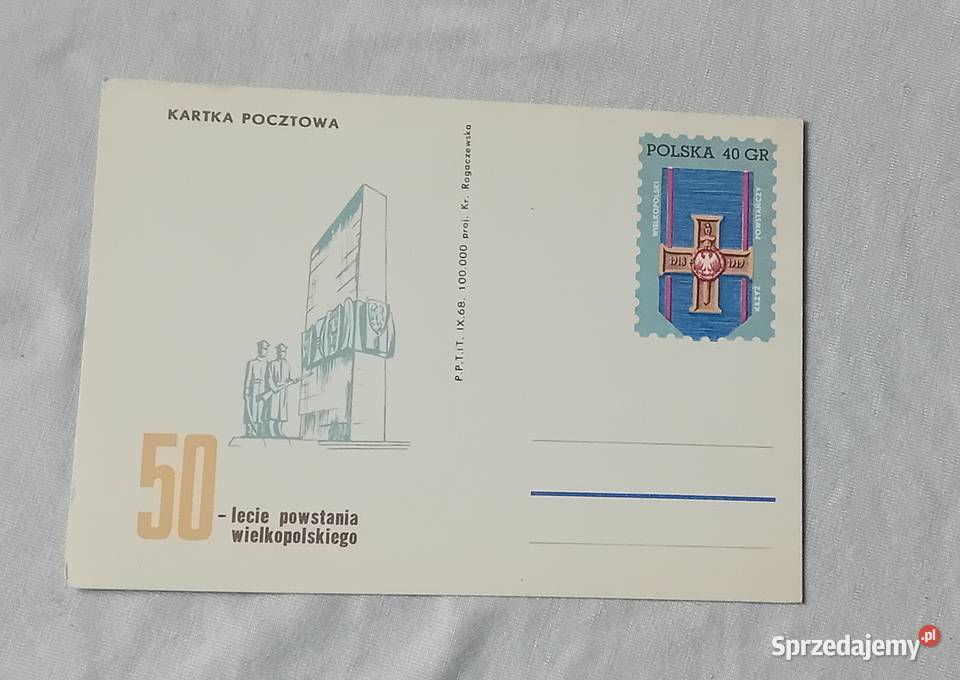 KARTKA POCZTOWA
P.P.T.iT. IX.68. 100.000 proj. Kr. Rogaczewska
POLSKA 40 GR
WIELKOPOLSKI
KRZYŻ POWSTAŃCZY
1918 1919
50 - lecie powstania
wielkopolskiego
Sprzedajemy.pl